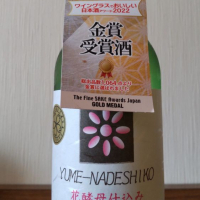 ワイングラスでおいしい
日本酒アワード2022
金賞
受賞酒
The Fine SAKE Awards Japan
GOLD MEDAL
YUME-NADESHIKO
花酵母仕込み